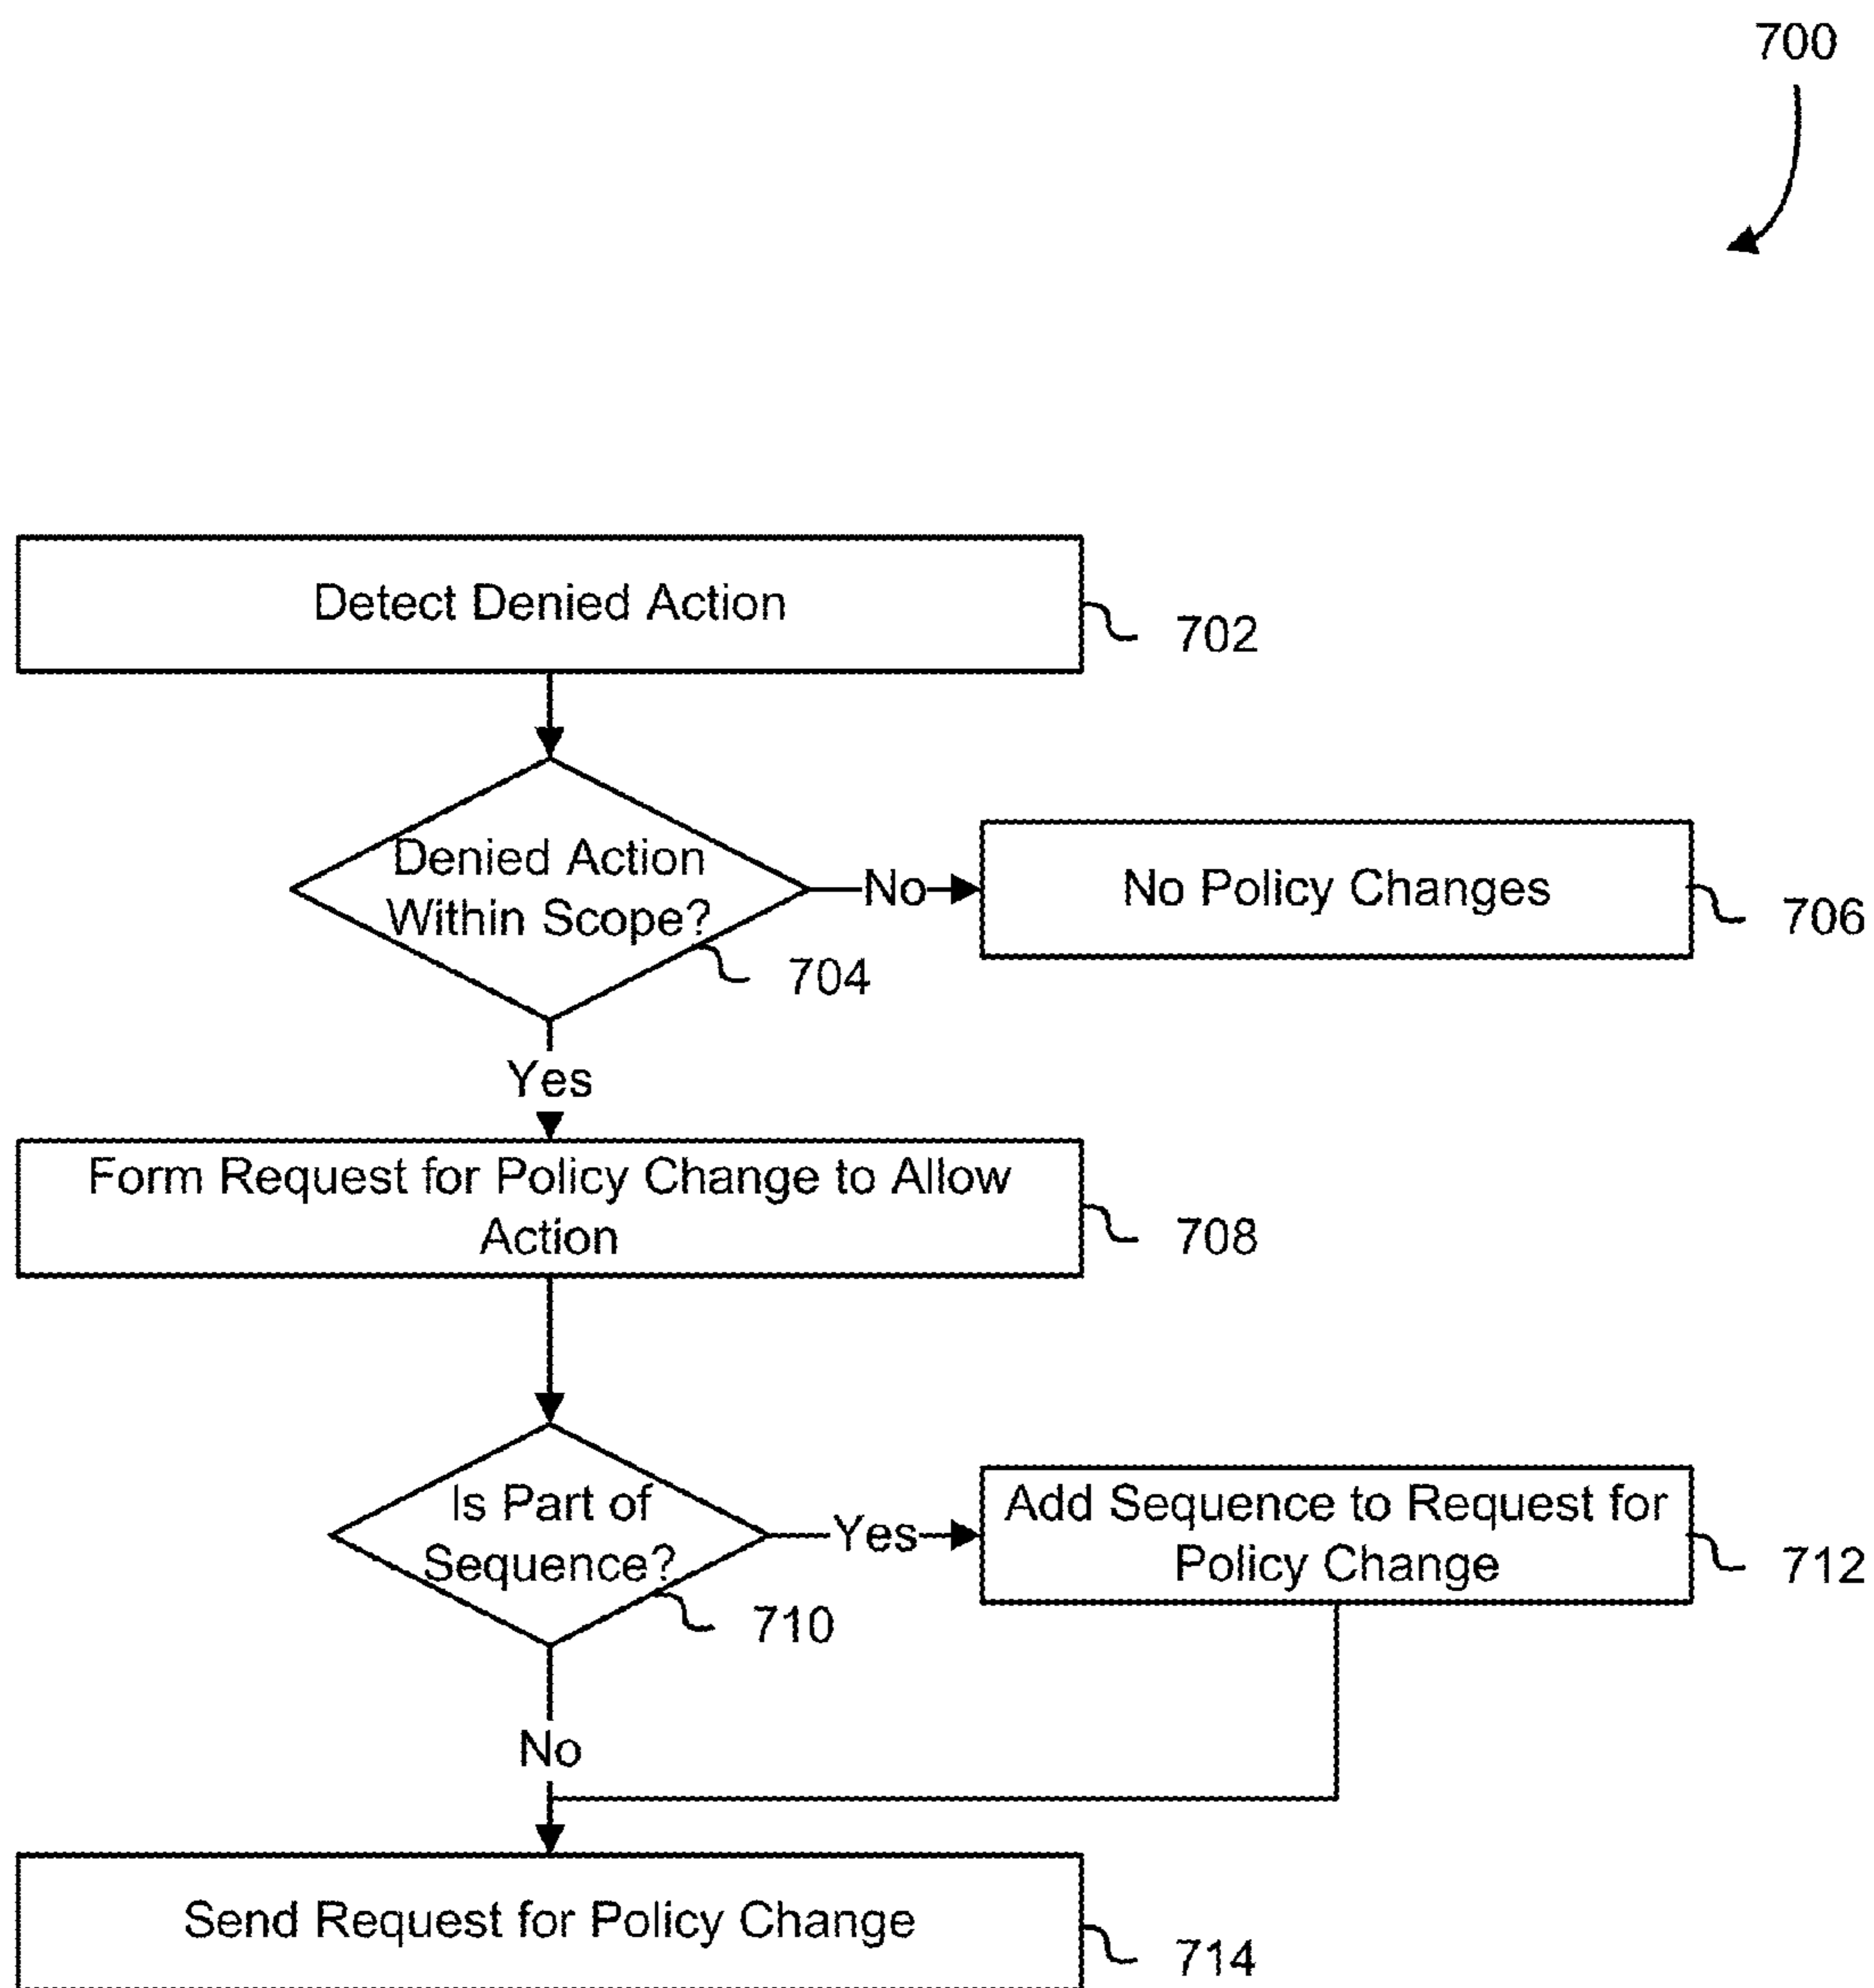 700
Detect Denied Action
702
Denied Action
Within Scope?
704
No
No Policy Changes
706
Yes
Form Request for Policy Change to Allow
Action
708
Is Part of
Sequence?
710
Yes
Add Sequence to Request for
Policy Change
712
No
Send Request for Policy Change
714